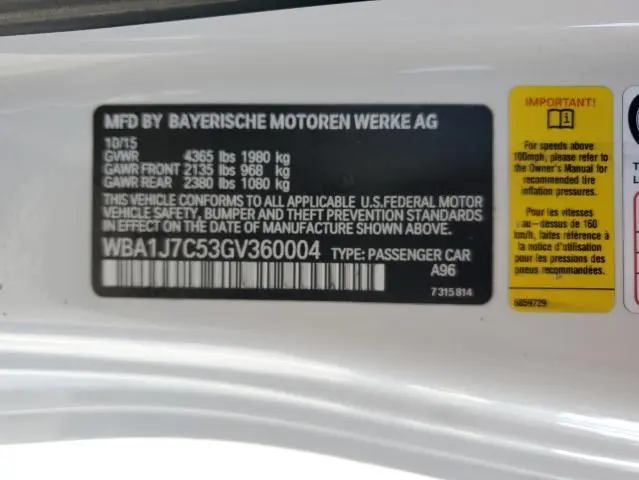 MFD BY BAYERISCHE MOTOREN WERKE AG
10/15
GVWR 4365 lbs 1980 kg
GAWR FRONT 2135 lbs 968 kg
GAWR REAR 2380 lbs 1080 kg
THIS VEHICLE CONFORMS TO ALL APPLICABLE U.S.FEDERAL MOTOR
VEHICLE SAFETY, BUMPER AND THEFT PREVENTION STANDARDS
IN EFFECT ON THE DATE OF MANUFACTURE SHOWN ABOVE.
WBA1J7C53GV360004 TYPE: PASSENGER CAR
A96
7315814
IMPORTANT!
For speeds above
100mph, please refer to
the Owner's Manual for
recommended tire
inflation pressures.
Pour les vitesses
au-dessus de 160
km/h, faites référence à
la notice d'utilisation
pour les pressions des
pneus recommandées.
6859729